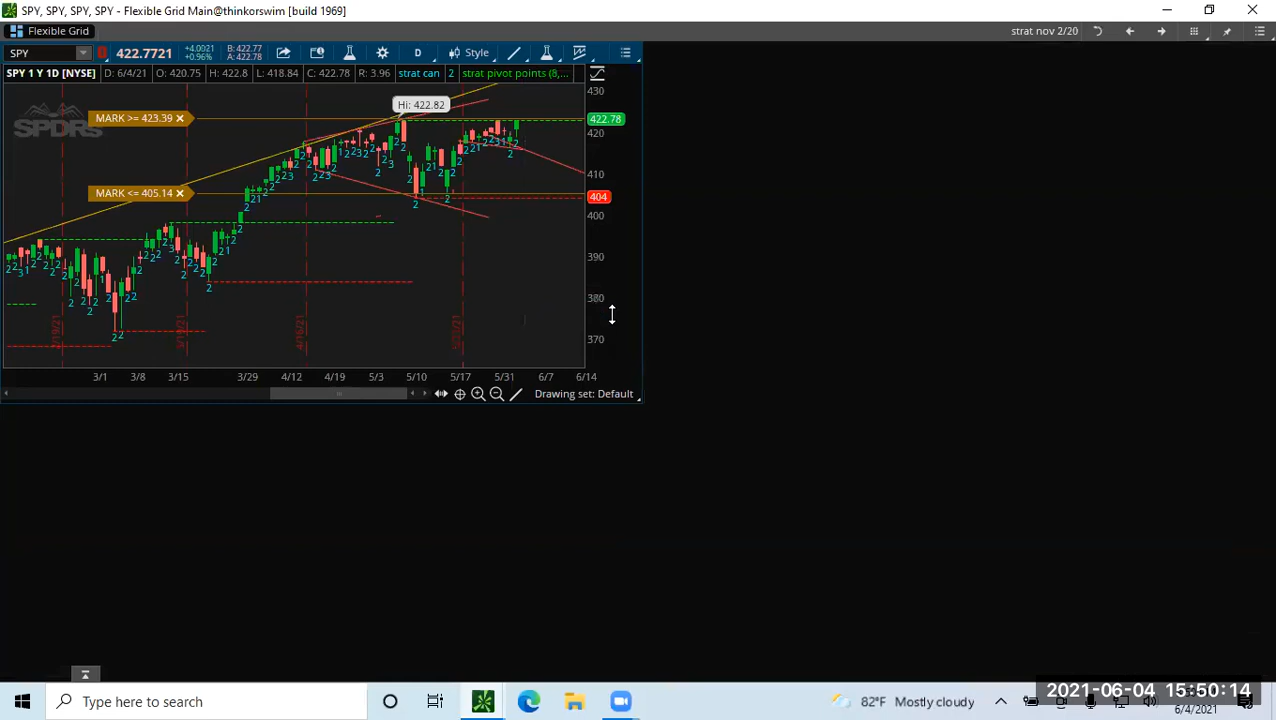 SPY, SPY, SPY, SPY - Flexible Grid Main@thinkorswim [build 1969]
Flexible Grid
strat nov 2/20
SPY
422.7721
+4.0021
+0.96%
B: 422.77
A: 422.78
D
Style
SPY 1 Y 1D [NYSE]
D: 6/4/21
O: 420.75
H: 422.8
L: 418.84
C: 422.78
R: 3.96
strat can
2
strat pivot points (8,...
SPDRs
Hi: 422.82
MARK >= 423.39
MARK <= 405.14
430
422.78
420
410
404
400
390
380
370
4/16/21
3/1
3/8
3/15
3/29
4/12
4/19
5/3
5/10
5/17
5/31
6/7
6/14
Drawing set: Default
Type here to search
82°F Mostly cloudy
2021-06-04 15:50:14
6/4/2021